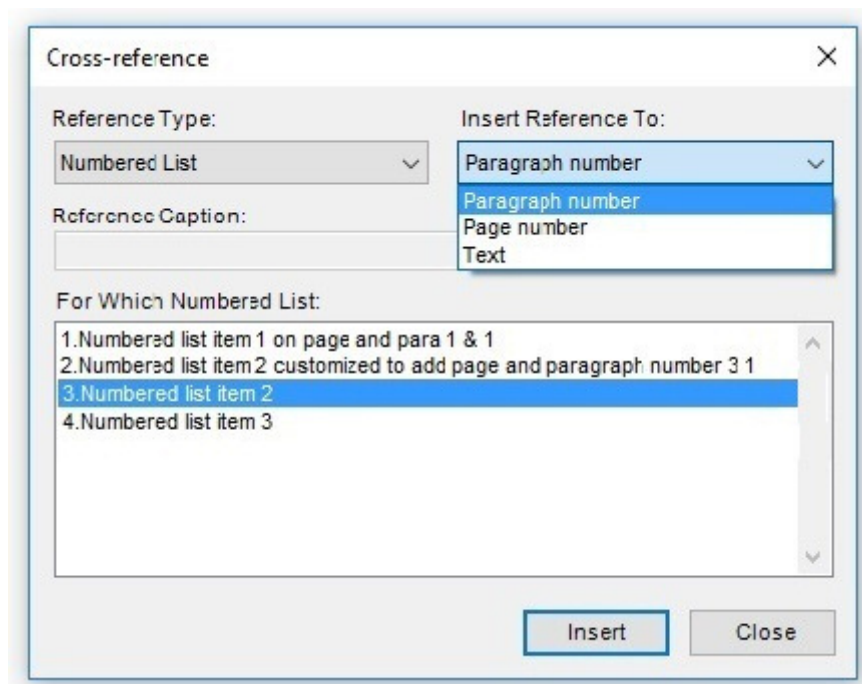 Cross-reference
Reference Type:
Insert Reference To:
Numbered List
Paragraph number
Paragraph number
Page number
Text
Reference Caption:
For Which Numbered List:
1.Numbered list item 1 on page and para 1 & 1
2.Numbered list item 2 customized to add page and paragraph number 3 1
3.Numbered list item 2
4.Numbered list item 3
Insert
Close